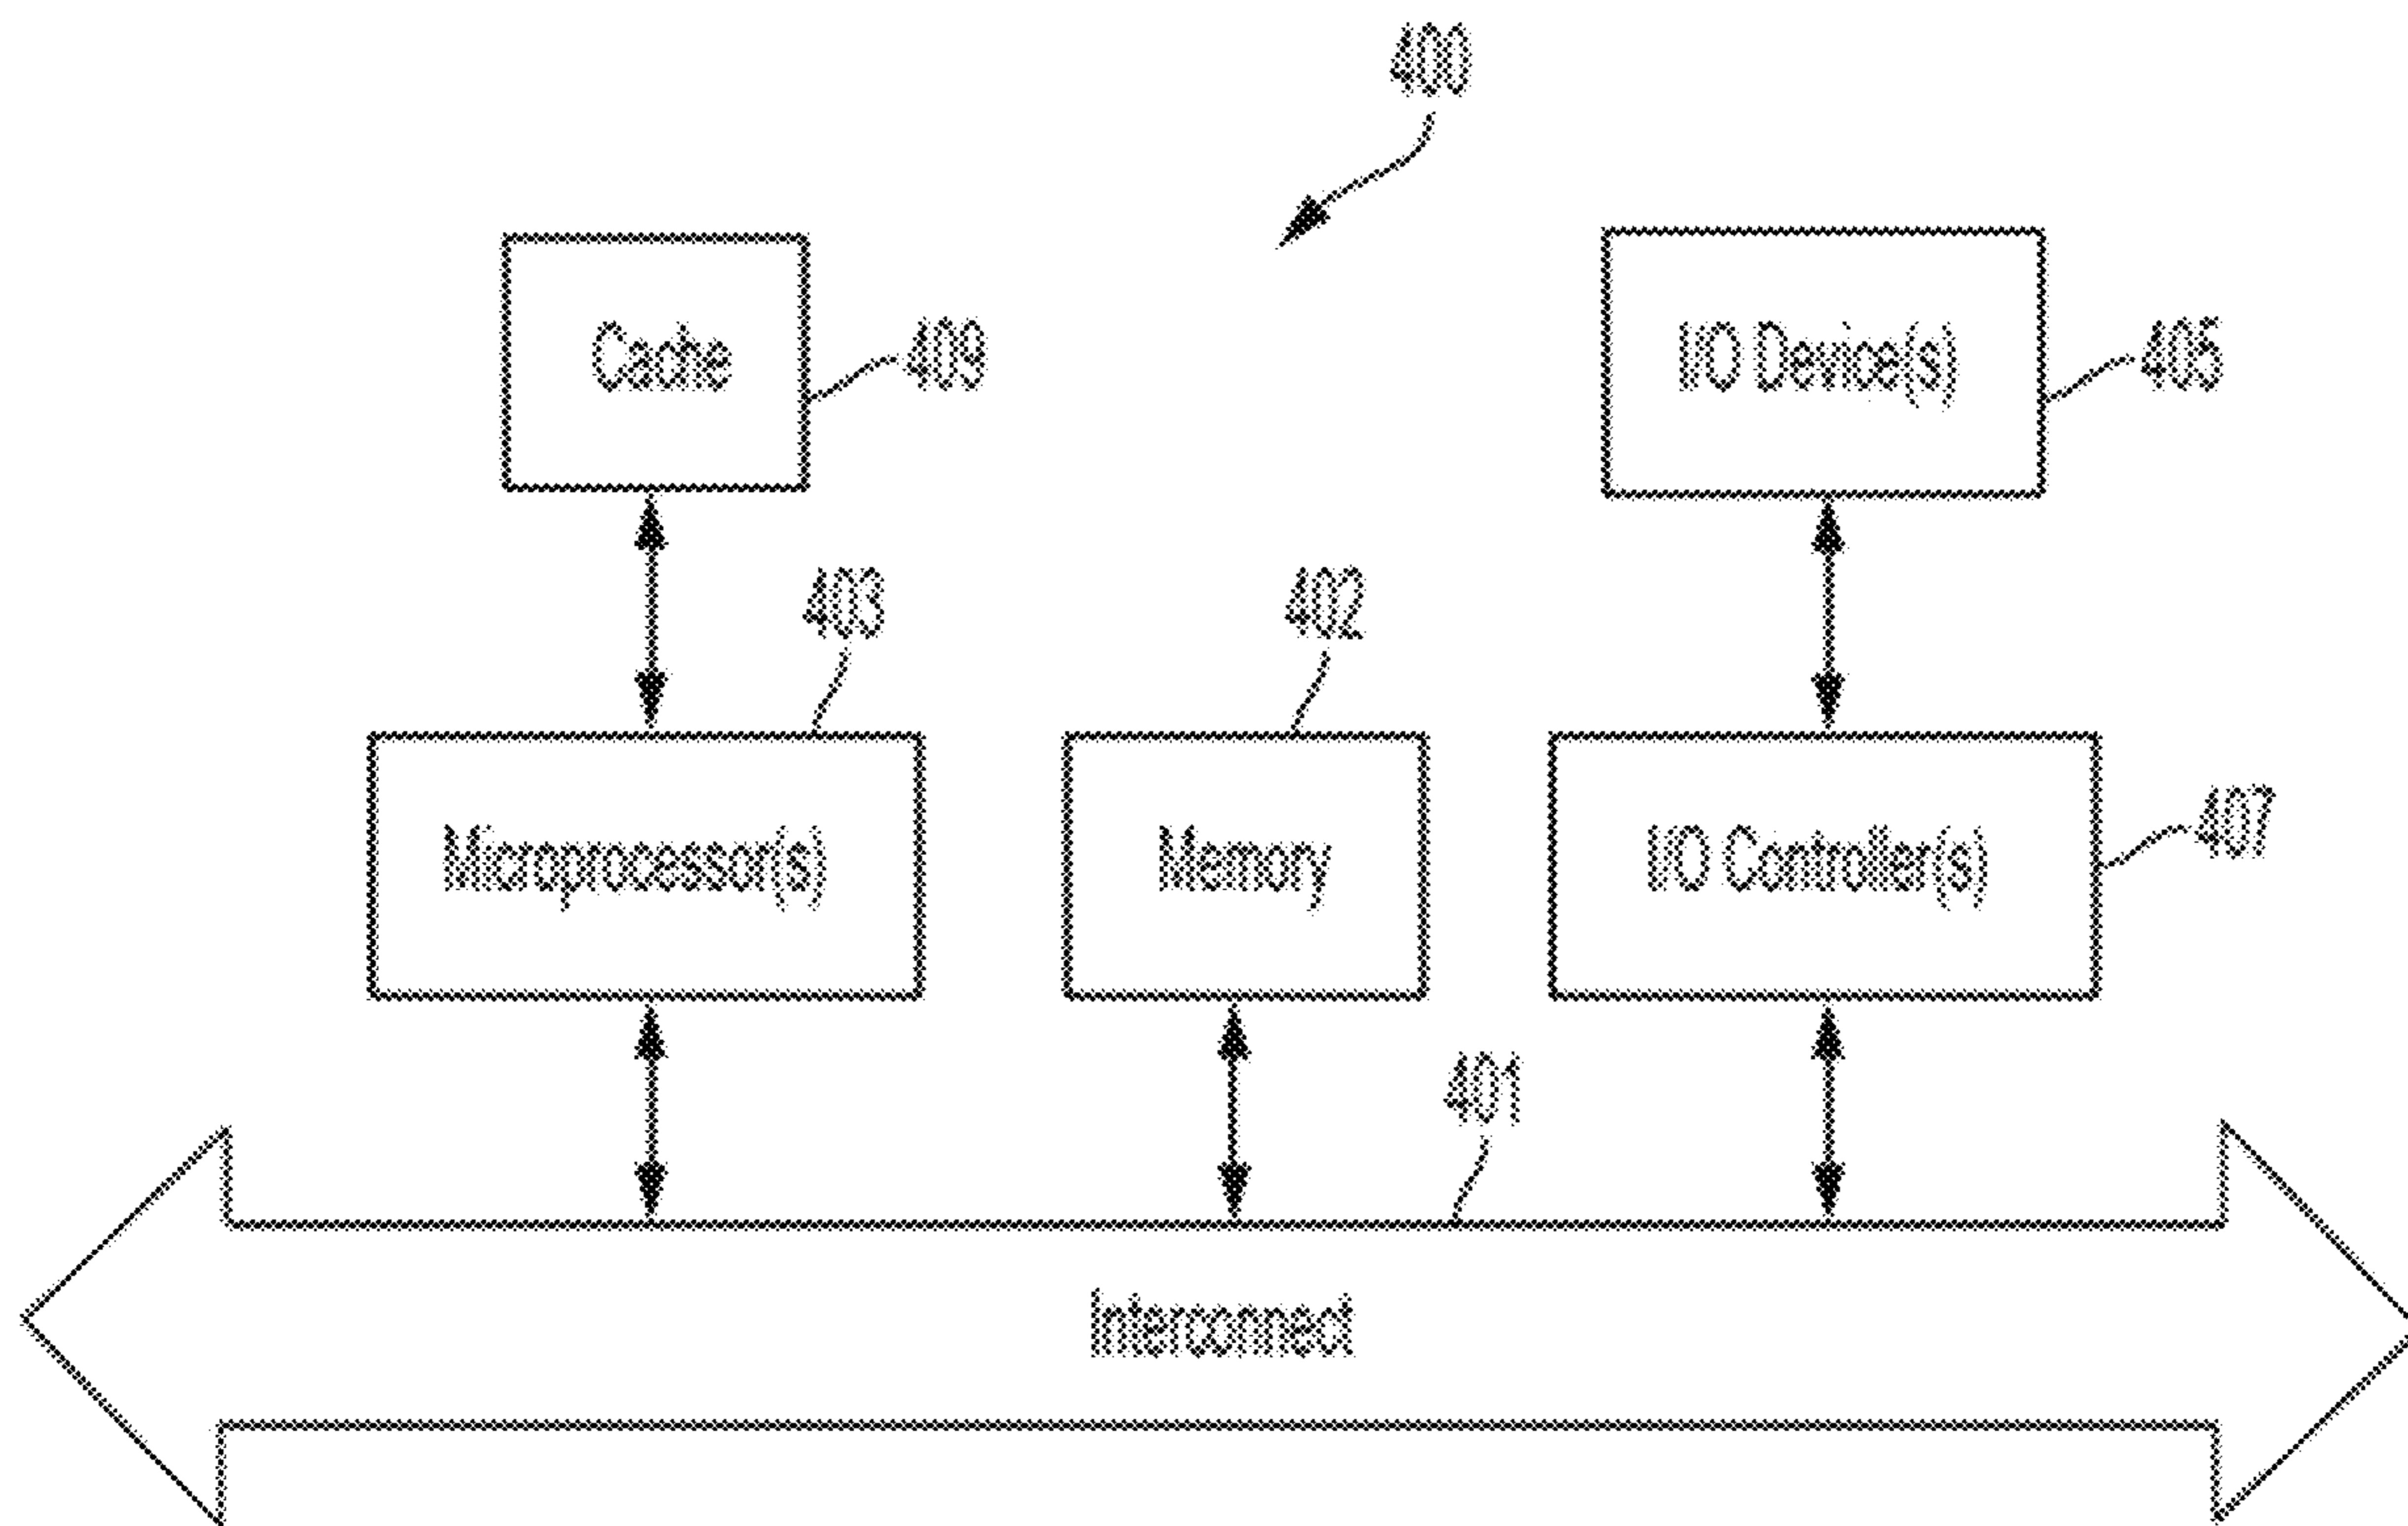 400
Cache
409
I/O Device(s)
405
403
402
Microprocessor(s)
Memory
I/O Controller(s)
407
401
Interconnect